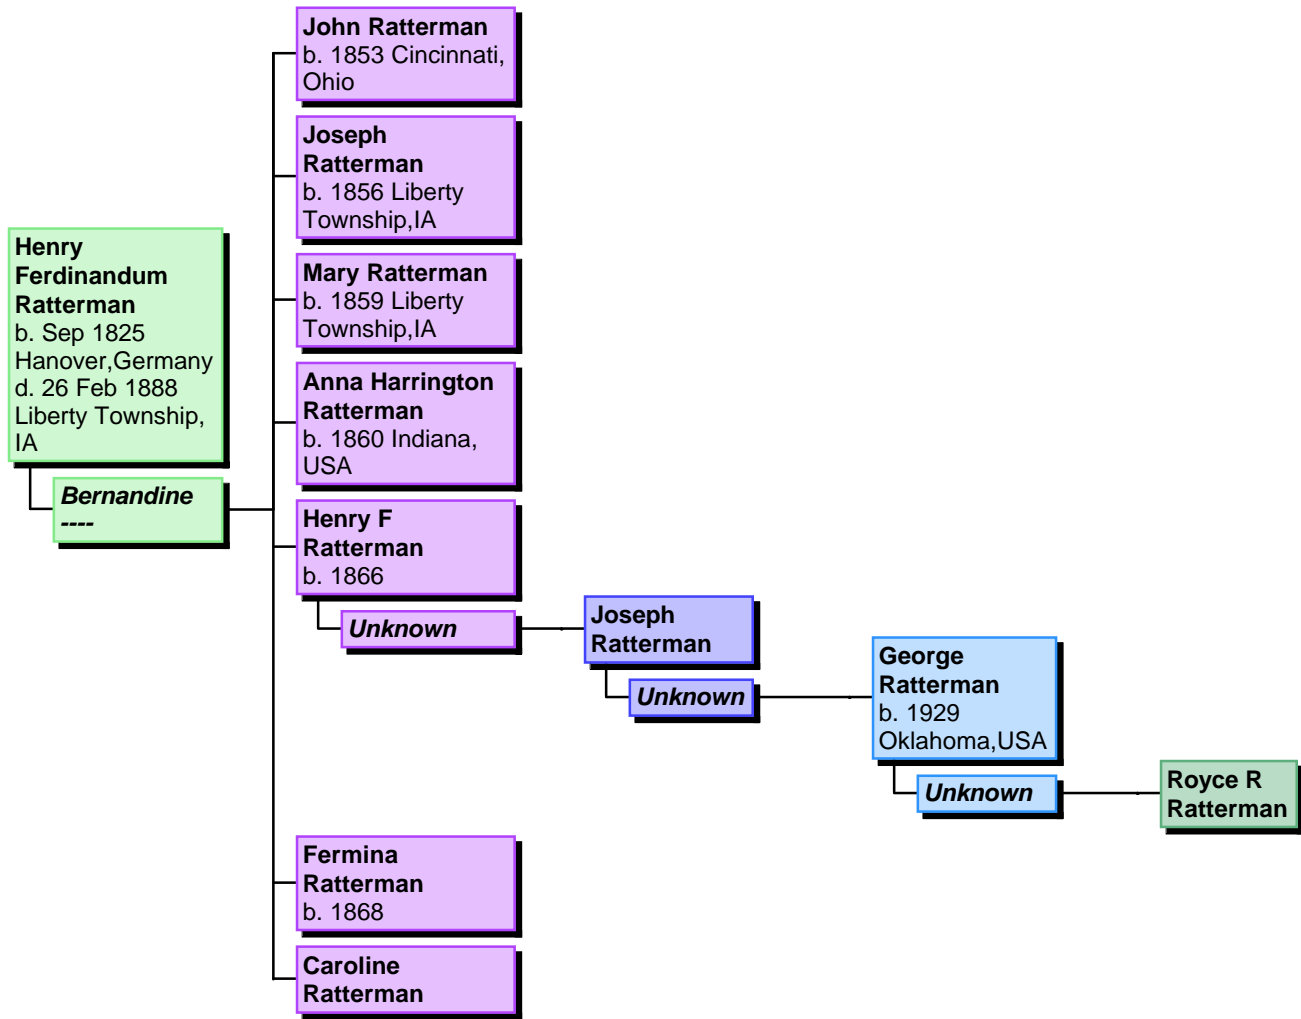 Henry
Ferdinandum
Ratterman
b. Sep 1825
Hanover,Germany
d. 26 Feb 1888
Liberty Township,
IA
Bernandine
----
John Ratterman
b. 1853 Cincinnati,
Ohio
Joseph
Ratterman
b. 1856 Liberty
Township,IA
Mary Ratterman
b. 1859 Liberty
Township,IA
Anna Harrington
Ratterman
b. 1860 Indiana,
USA
Henry F
Ratterman
b. 1866
Unknown
Joseph
Ratterman
Unknown
George
Ratterman
b. 1929
Oklahoma,USA
Unknown
Royce R
Ratterman
Fermina
Ratterman
b. 1868
Caroline
Ratterman